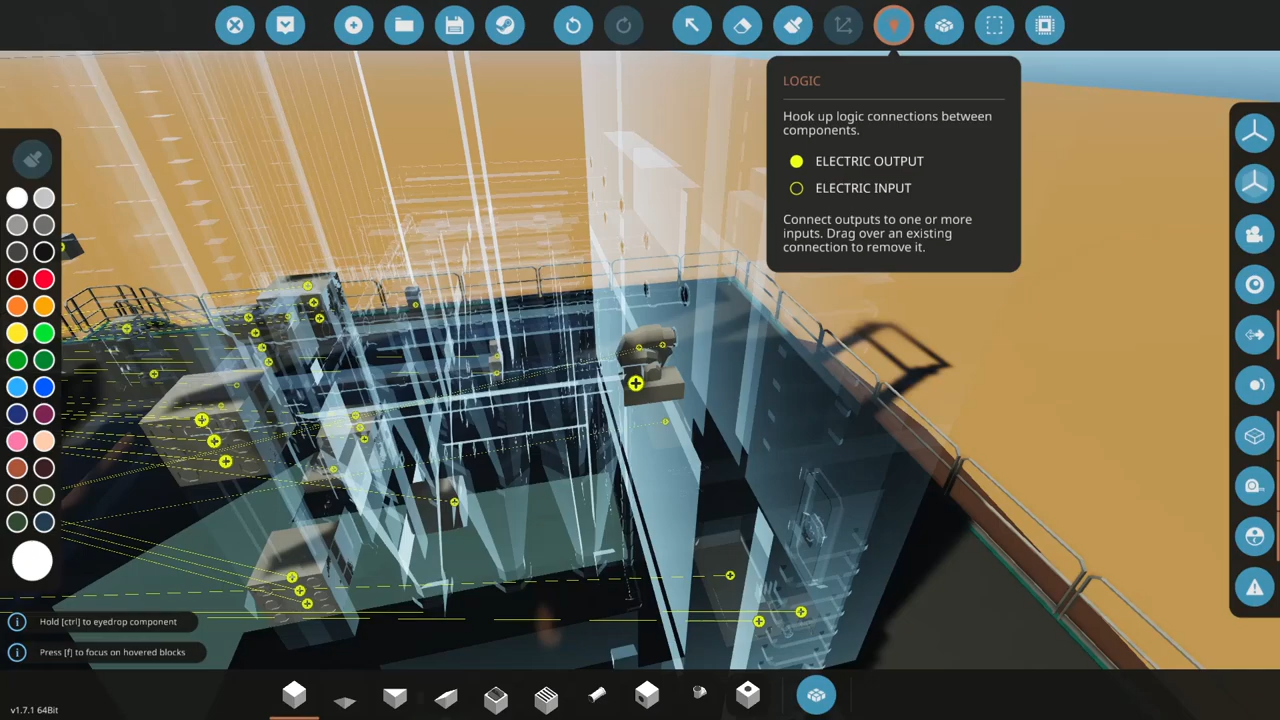 LOGIC
Hook up logic connections between
components.
ELECTRIC OUTPUT
ELECTRIC INPUT
Connect outputs to one or more
inputs. Drag over an existing
connection to remove it.
Hold [ctrl] to eyedrop component
Press [f] to focus on hovered blocks
v1.7.1 64Bit